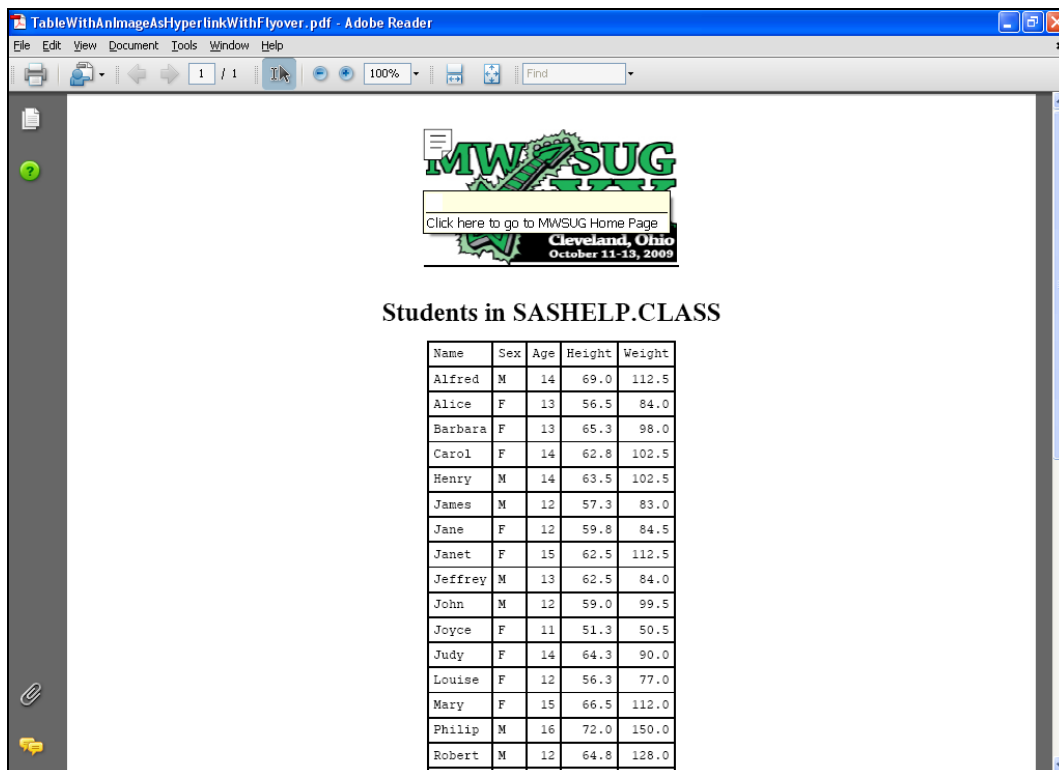 TableWithAnImageAsHyperlinkWithFlyover.pdf - Adobe Reader
File Edit View Document Tools Window Help
1 / 1 100% Find
MW SUG
Click here to go to MWSUG Home Page
Cleveland, Ohio
October 11-13, 2009
Students in SASHELP.CLASS
Name Sex Age Height Weight
Alfred M 14 69.0 112.5
Alice F 13 56.5 84.0
Barbara F 13 65.3 98.0
Carol F 14 62.8 102.5
Henry M 14 63.5 102.5
James M 12 57.3 83.0
Jane F 12 59.8 84.5
Janet F 15 62.5 112.5
Jeffrey M 13 62.5 84.0
John M 12 59.0 99.5
Joyce F 11 51.3 50.5
Judy F 14 64.3 90.0
Louise F 12 56.3 77.0
Mary F 15 66.5 112.0
Philip M 16 72.0 150.0
Robert M 12 64.8 128.0